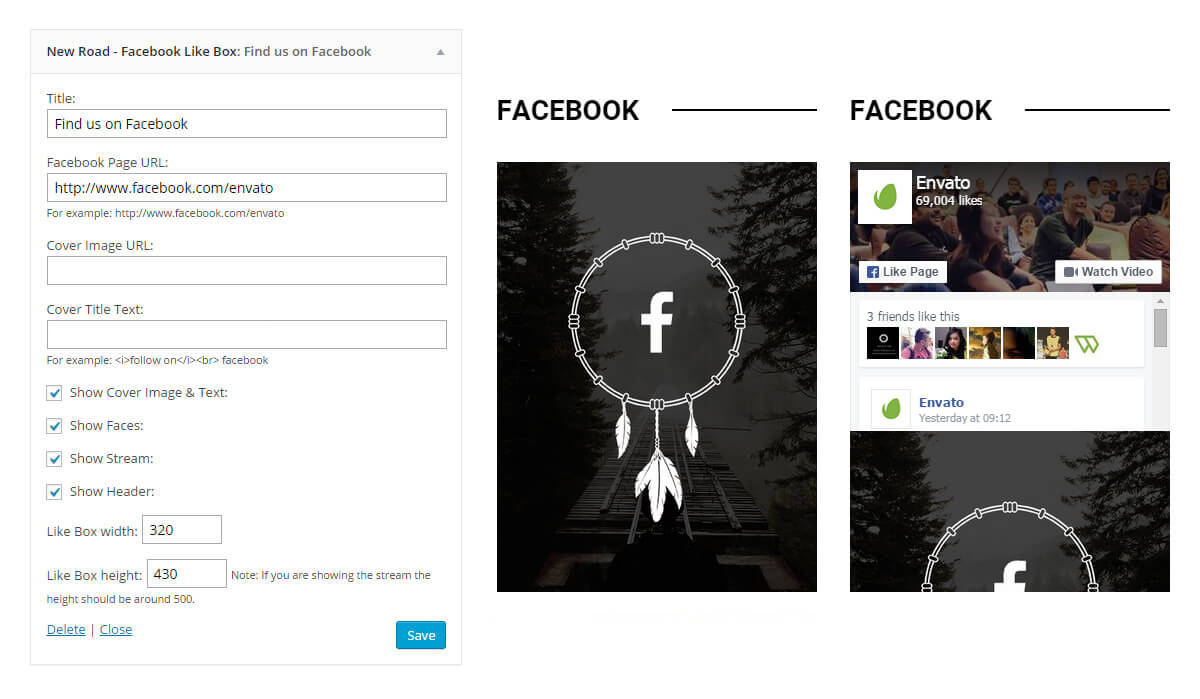 New Road - Facebook Like Box: Find us on Facebook
Title:
Find us on Facebook
Facebook Page URL:
http://www.facebook.com/envato
For example: http://www.facebook.com/envato
Cover Image URL:
Cover Title Text:
For example: <i>follow on</i><br> facebook
Show Cover Image & Text:
Show Faces:
Show Stream:
Show Header:
Like Box width: 320
Like Box height: 430 Note: If you are showing the stream the
height should be around 500.
Delete | Close
Save
FACEBOOK
f
FACEBOOK
Envato
69,004 likes
f Like Page
Watch Video
3 friends like this
Envato
Yesterday at 09:12
f